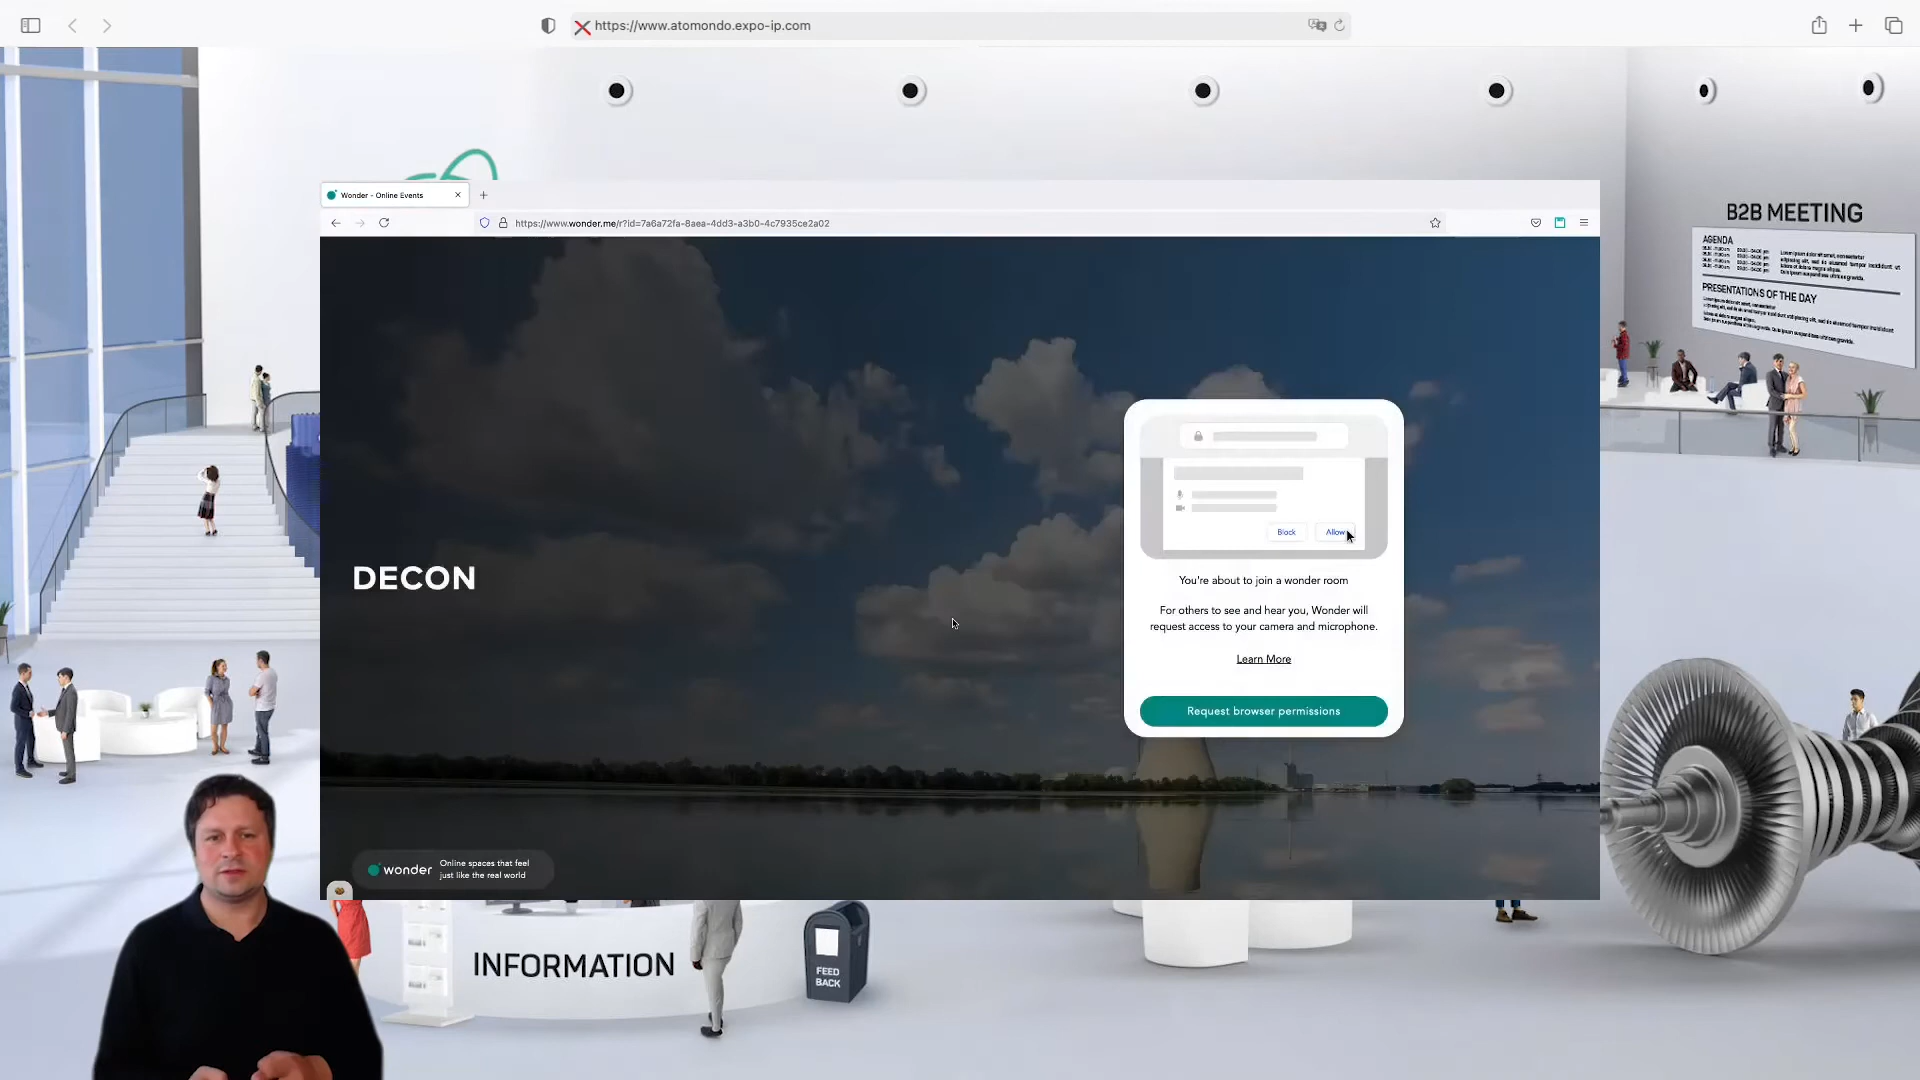 https://www.atomondo.expo-ip.com
Wonder - Online Events
https://www.wonder.me/r?id=7a6a72fa-8aea-4dd3-a3b0-4c7935ce2a02
B2B MEETING
AGENDA
PRESENTATIONS OF THE DAY
Block
Allow
DECON
You're about to join a wonder room
For others to see and hear you, Wonder will
request access to your camera and microphone.
Learn More
Request browser permissions
wonder
Online spaces that feel
just like the real world
INFORMATION
FEED
BACK